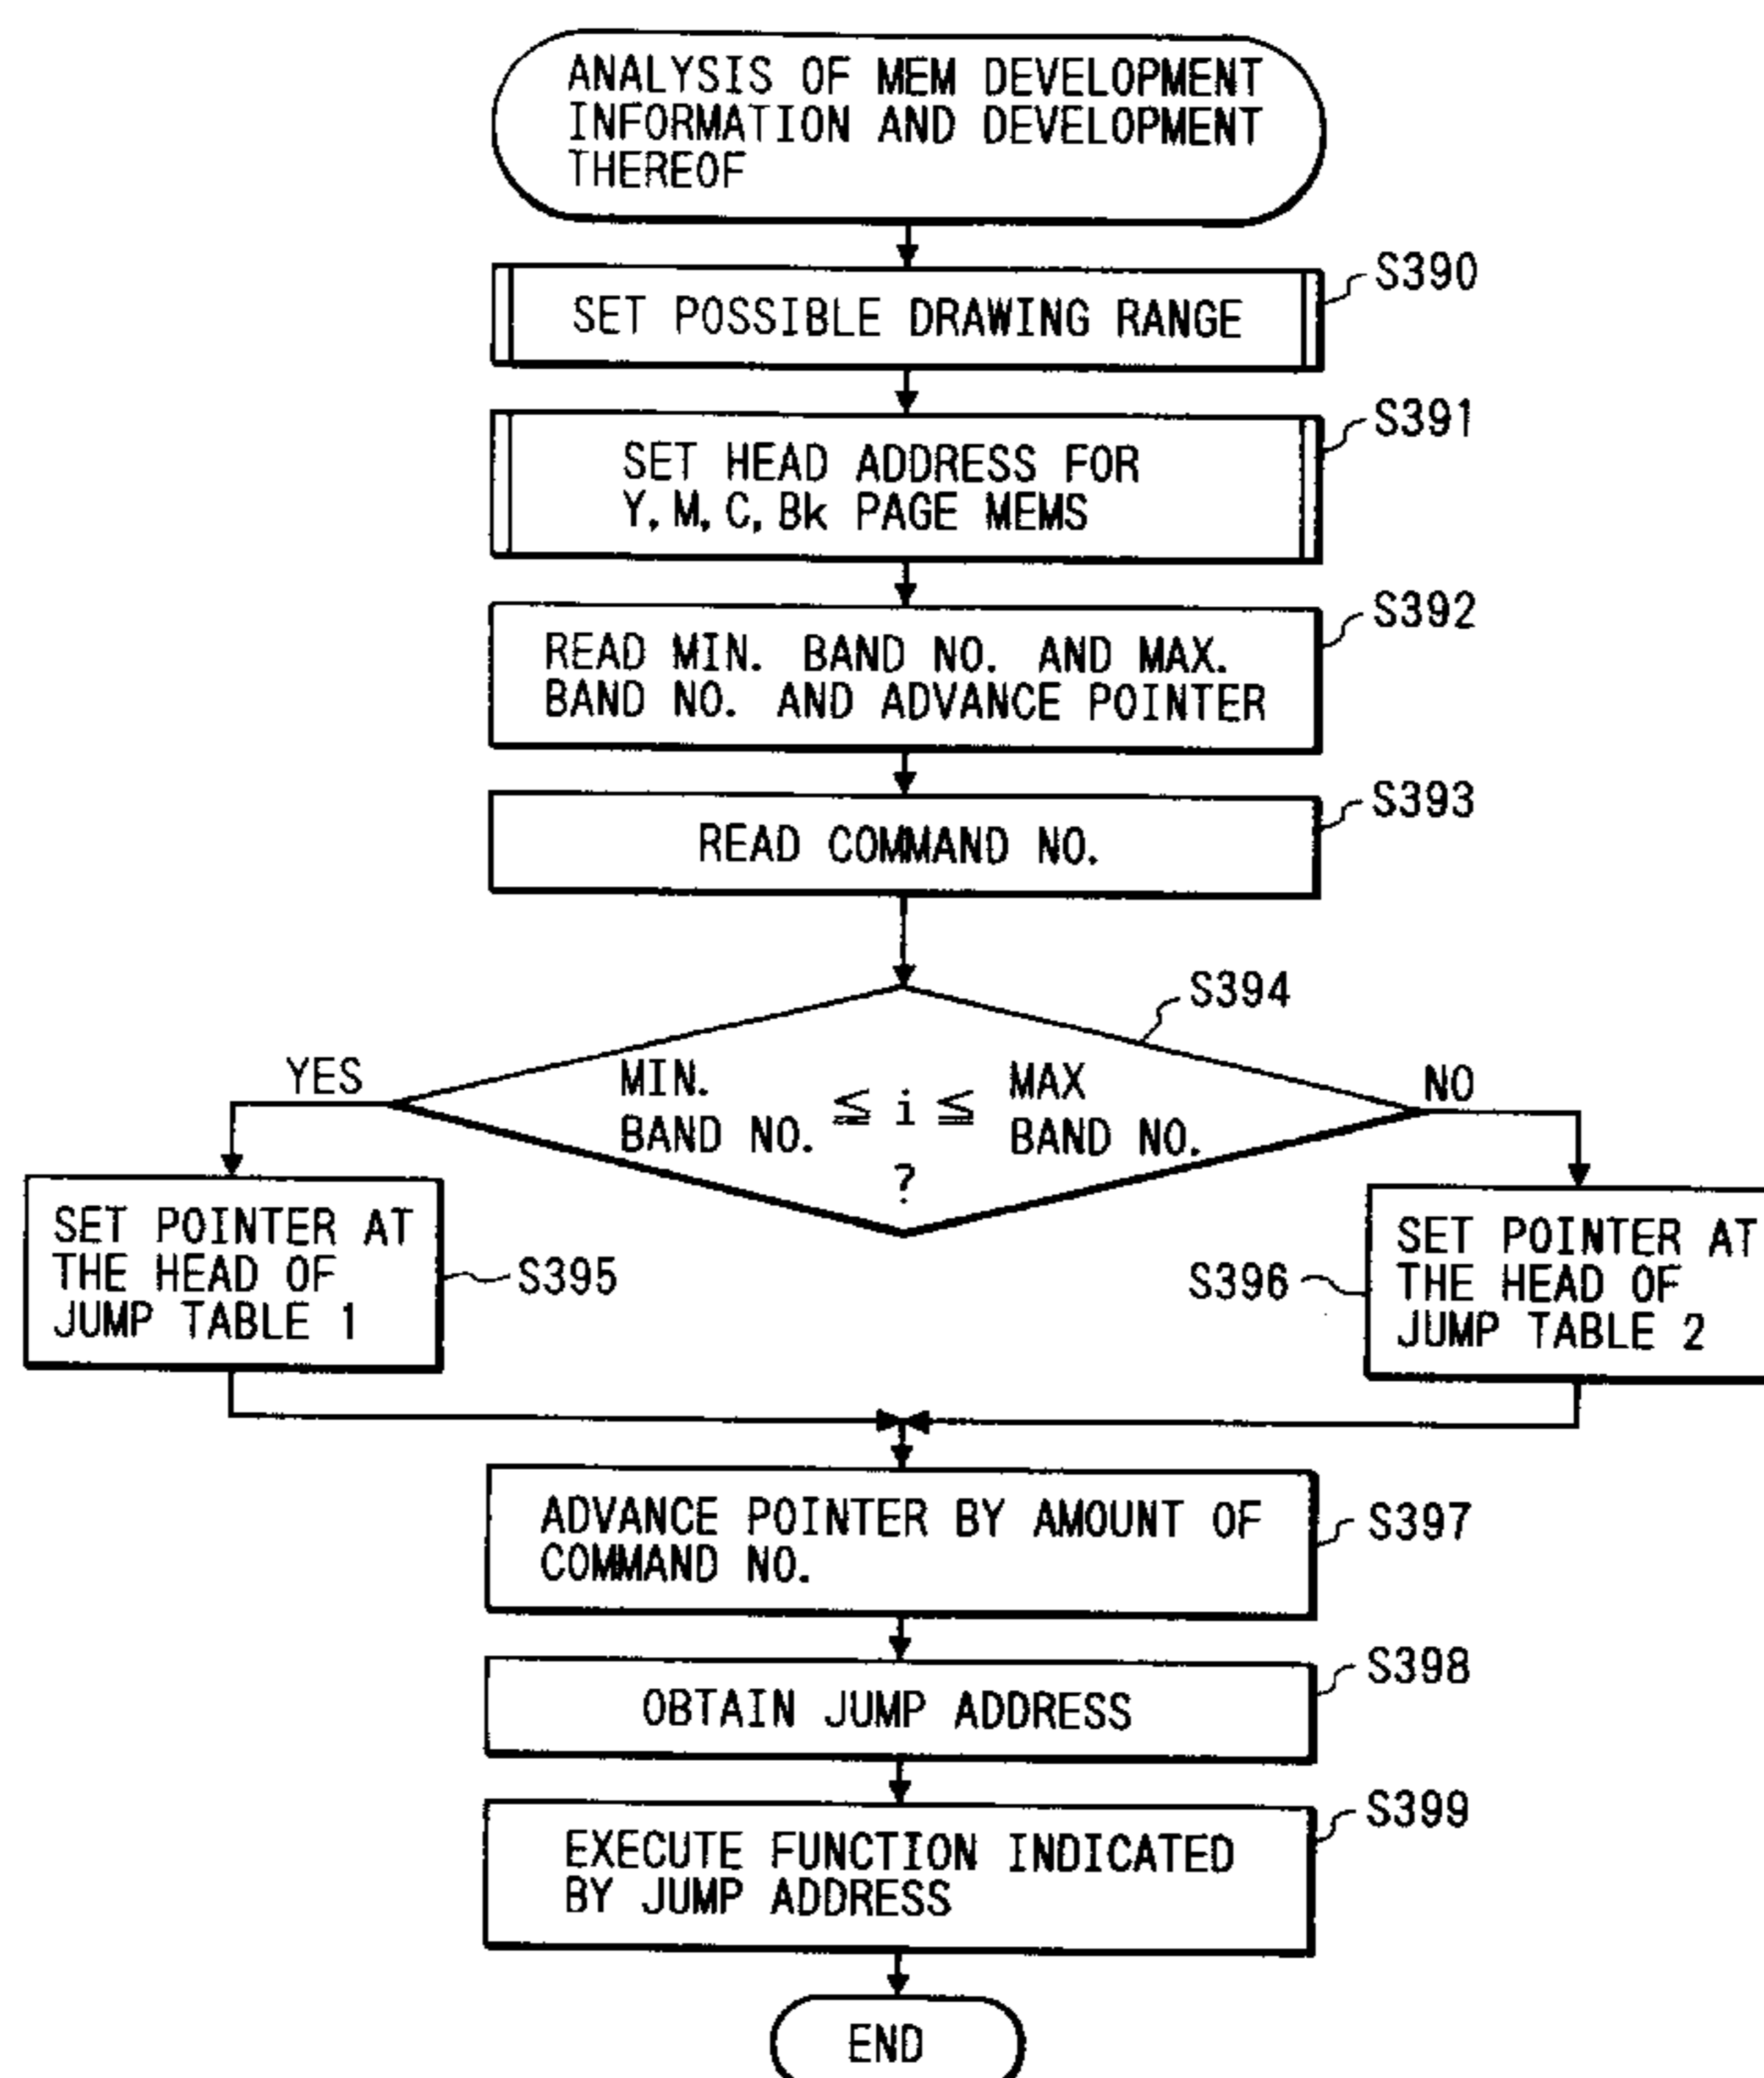 ANALYSIS OF MEM DEVELOPMENT
INFORMATION AND DEVELOPMENT
THEREOF
S390
SET POSSIBLE DRAWING RANGE
S391
SET HEAD ADDRESS FOR
Y, M, C, Bk PAGE MEMS
S392
READ MIN. BAND NO. AND MAX.
BAND NO. AND ADVANCE POINTER
S393
READ COMMAND NO.
S394
YES
MIN.
BAND NO.
≦ i ≦
MAX
BAND NO.
?
NO
SET POINTER AT
THE HEAD OF
JUMP TABLE 1
S395
S396
SET POINTER AT
THE HEAD OF
JUMP TABLE 2
ADVANCE POINTER BY AMOUNT OF
COMMAND NO.
S397
S398
OBTAIN JUMP ADDRESS
S399
EXECUTE FUNCTION INDICATED
BY JUMP ADDRESS
END